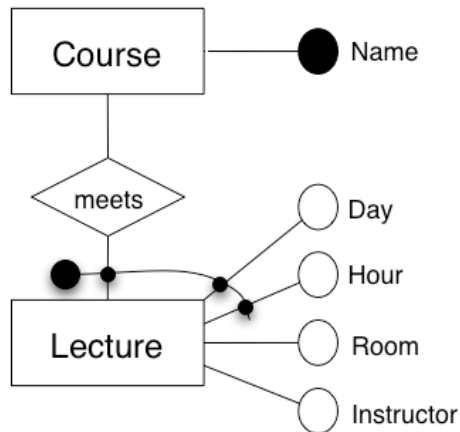 Course
Name
meets
Day
Hour
Lecture
Room
Instructor